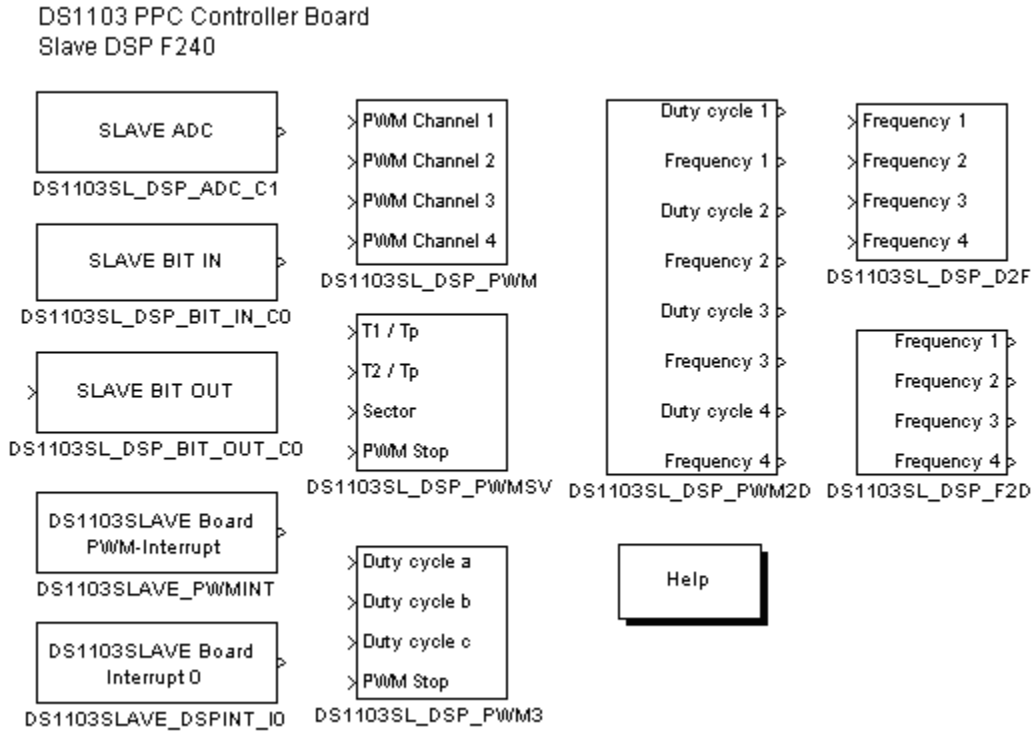 DS1103 PPC Controller Board
Slave DSP F240
SLAVE ADC
DS1103SL_DSP_ADC_C1
SLAVE BIT IN
DS1103SL_DSP_BIT_IN_C0
SLAVE BIT OUT
DS1103SL_DSP_BIT_OUT_C0
DS1103SLAVE Board
PWM-Interrupt
DS1103SLAVE_PWMINT
DS1103SLAVE Board
Interrupt 0
DS1103SLAVE_DSPINT_I0
PWM Channel 1
PWM Channel 2
PWM Channel 3
PWM Channel 4
DS1103SL_DSP_PWM
T1 / Tp
T2 / Tp
Sector
PWM Stop
DS1103SL_DSP_PWMSV
Duty cycle a
Duty cycle b
Duty cycle c
PWM Stop
DS1103SL_DSP_PWM3
Duty cycle 1
Frequency 1
Duty cycle 2
Frequency 2
Duty cycle 3
Frequency 3
Duty cycle 4
Frequency 4
DS1103SL_DSP_PWM2D
Help
Frequency 1
Frequency 2
Frequency 3
Frequency 4
DS1103SL_DSP_D2F
Frequency 1
Frequency 2
Frequency 3
Frequency 4
DS1103SL_DSP_F2D